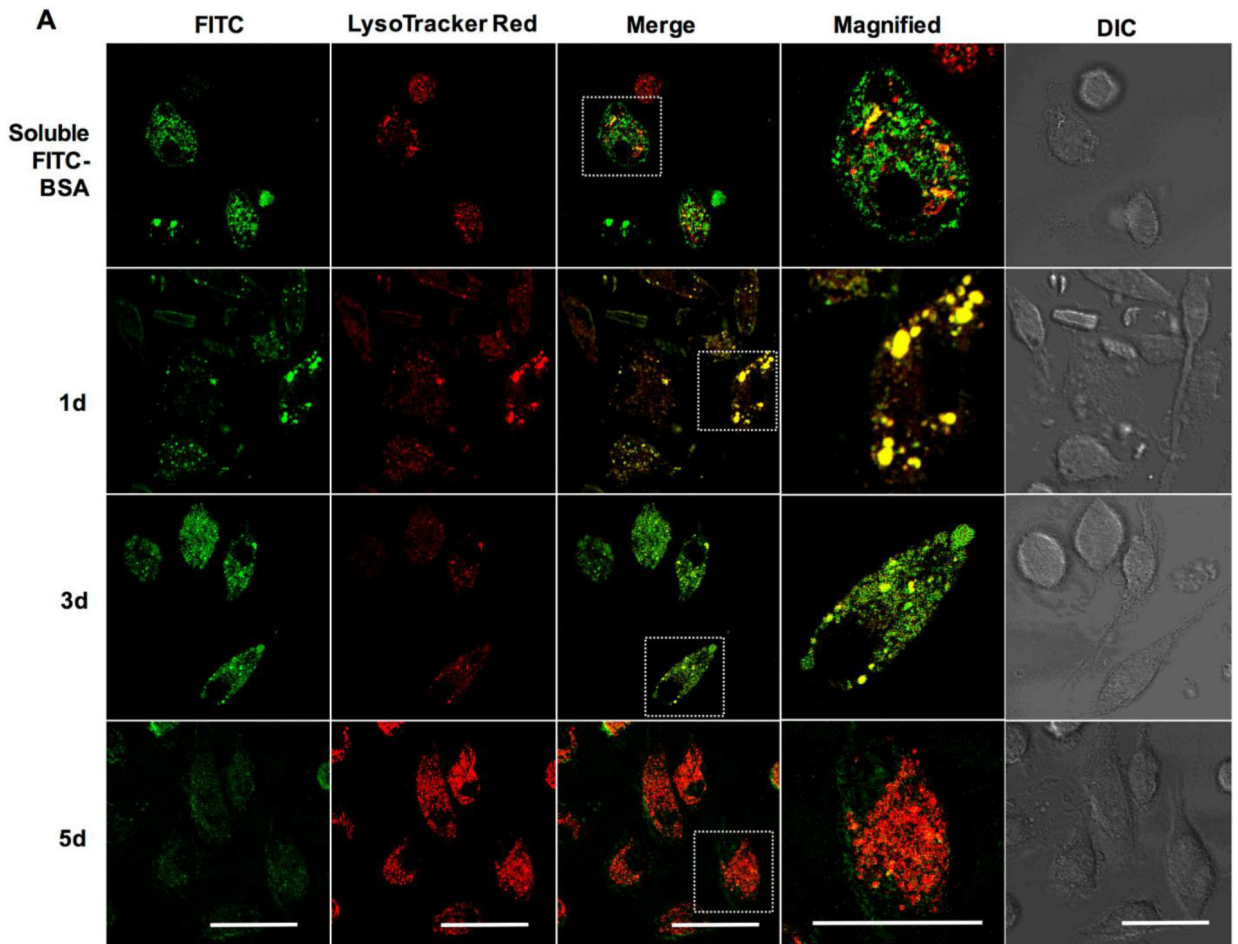 A
FITC
LysoTracker Red
Merge
Magnified
DIC
Soluble
FITC-
BSA
1d
3d
5d